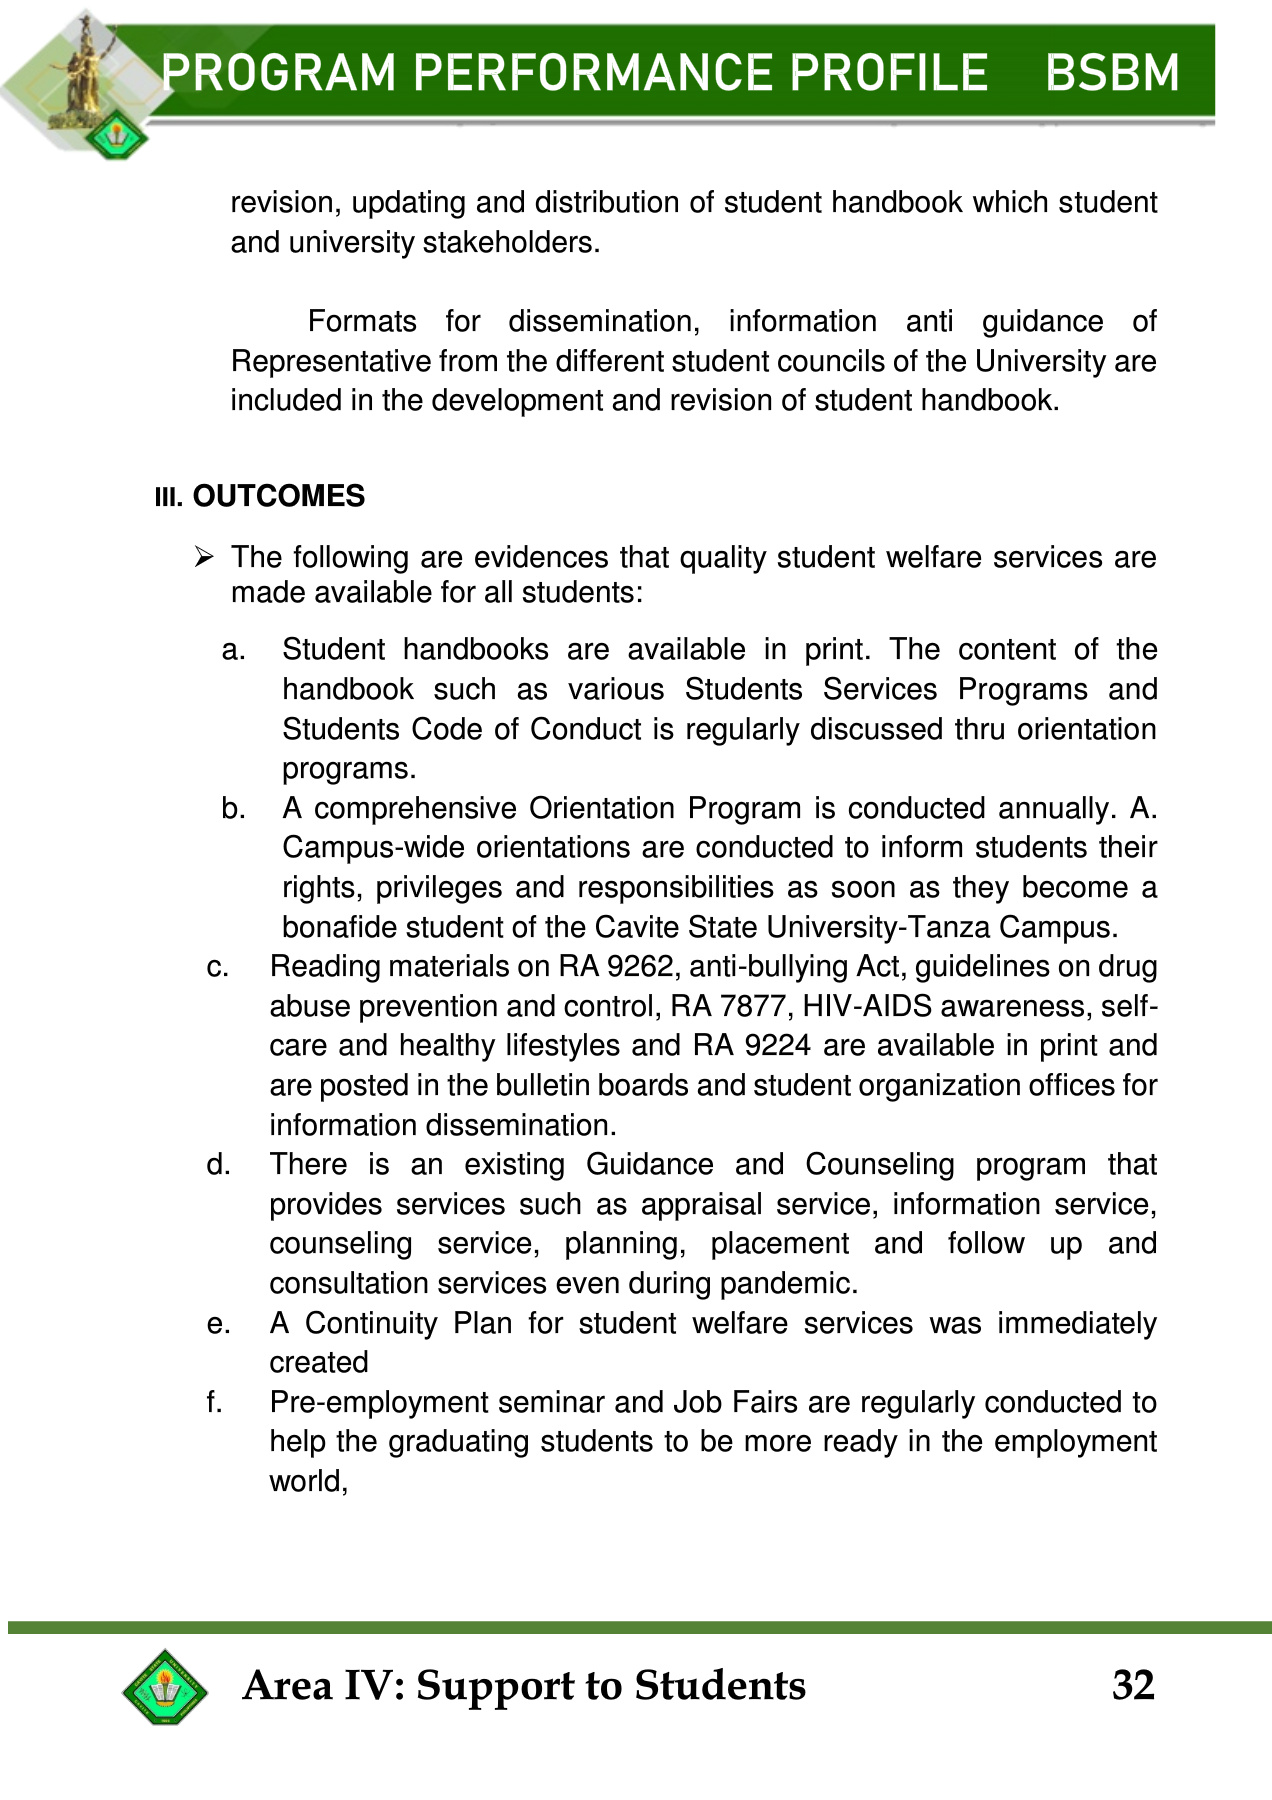 PROGRAM PERFORMANCE PROFILE BSBM
revision, updating and distribution of student handbook which student
and university stakeholders.
Formats for dissemination, information anti guidance of
Representative from the different student councils of the University are
included in the development and revision of student handbook.
III. OUTCOMES
➢ The following are evidences that quality student welfare services are
made available for all students:
a. Student handbooks are available in print. The content of the
handbook such as various Students Services Programs and
Students Code of Conduct is regularly discussed thru orientation
programs.
b. A comprehensive Orientation Program is conducted annually. A.
Campus-wide orientations are conducted to inform students their
rights, privileges and responsibilities as soon as they become a
bonafide student of the Cavite State University-Tanza Campus.
c. Reading materials on RA 9262, anti-bullying Act, guidelines on drug
abuse prevention and control, RA 7877, HIV-AIDS awareness, self-
care and healthy lifestyles and RA 9224 are available in print and
are posted in the bulletin boards and student organization offices for
information dissemination.
d. There is an existing Guidance and Counseling program that
provides services such as appraisal service, information service,
counseling service, planning, placement and follow up and
consultation services even during pandemic.
e. A Continuity Plan for student welfare services was immediately
created
f. Pre-employment seminar and Job Fairs are regularly conducted to
help the graduating students to be more ready in the employment
world,
Area IV: Support to Students 32